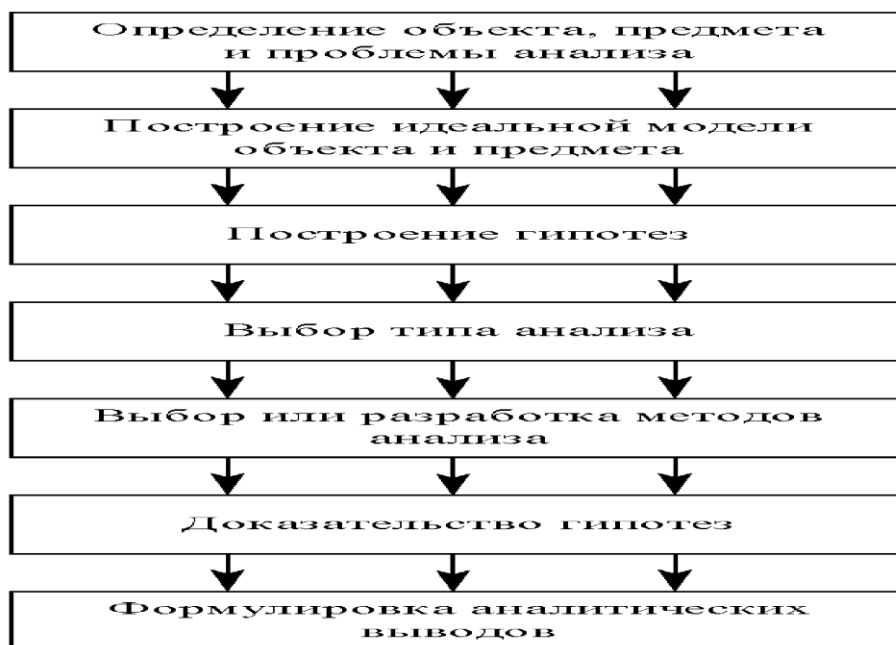 Определение объекта, предмета
и проблемы анализа
Построение идеальной модели
объекта и предмета
Построение гипотез
Выбор типа анализа
Выбор или разработка методов
анализа
Доказательство гипотез
Формулировка аналитических
выводов